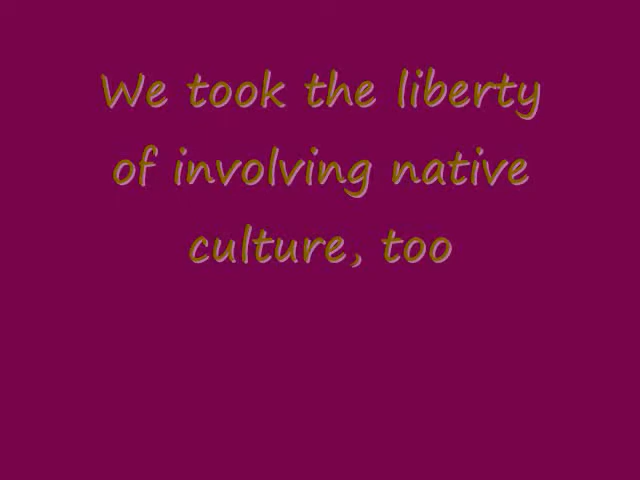 We took the liberty
of involving native
culture, too